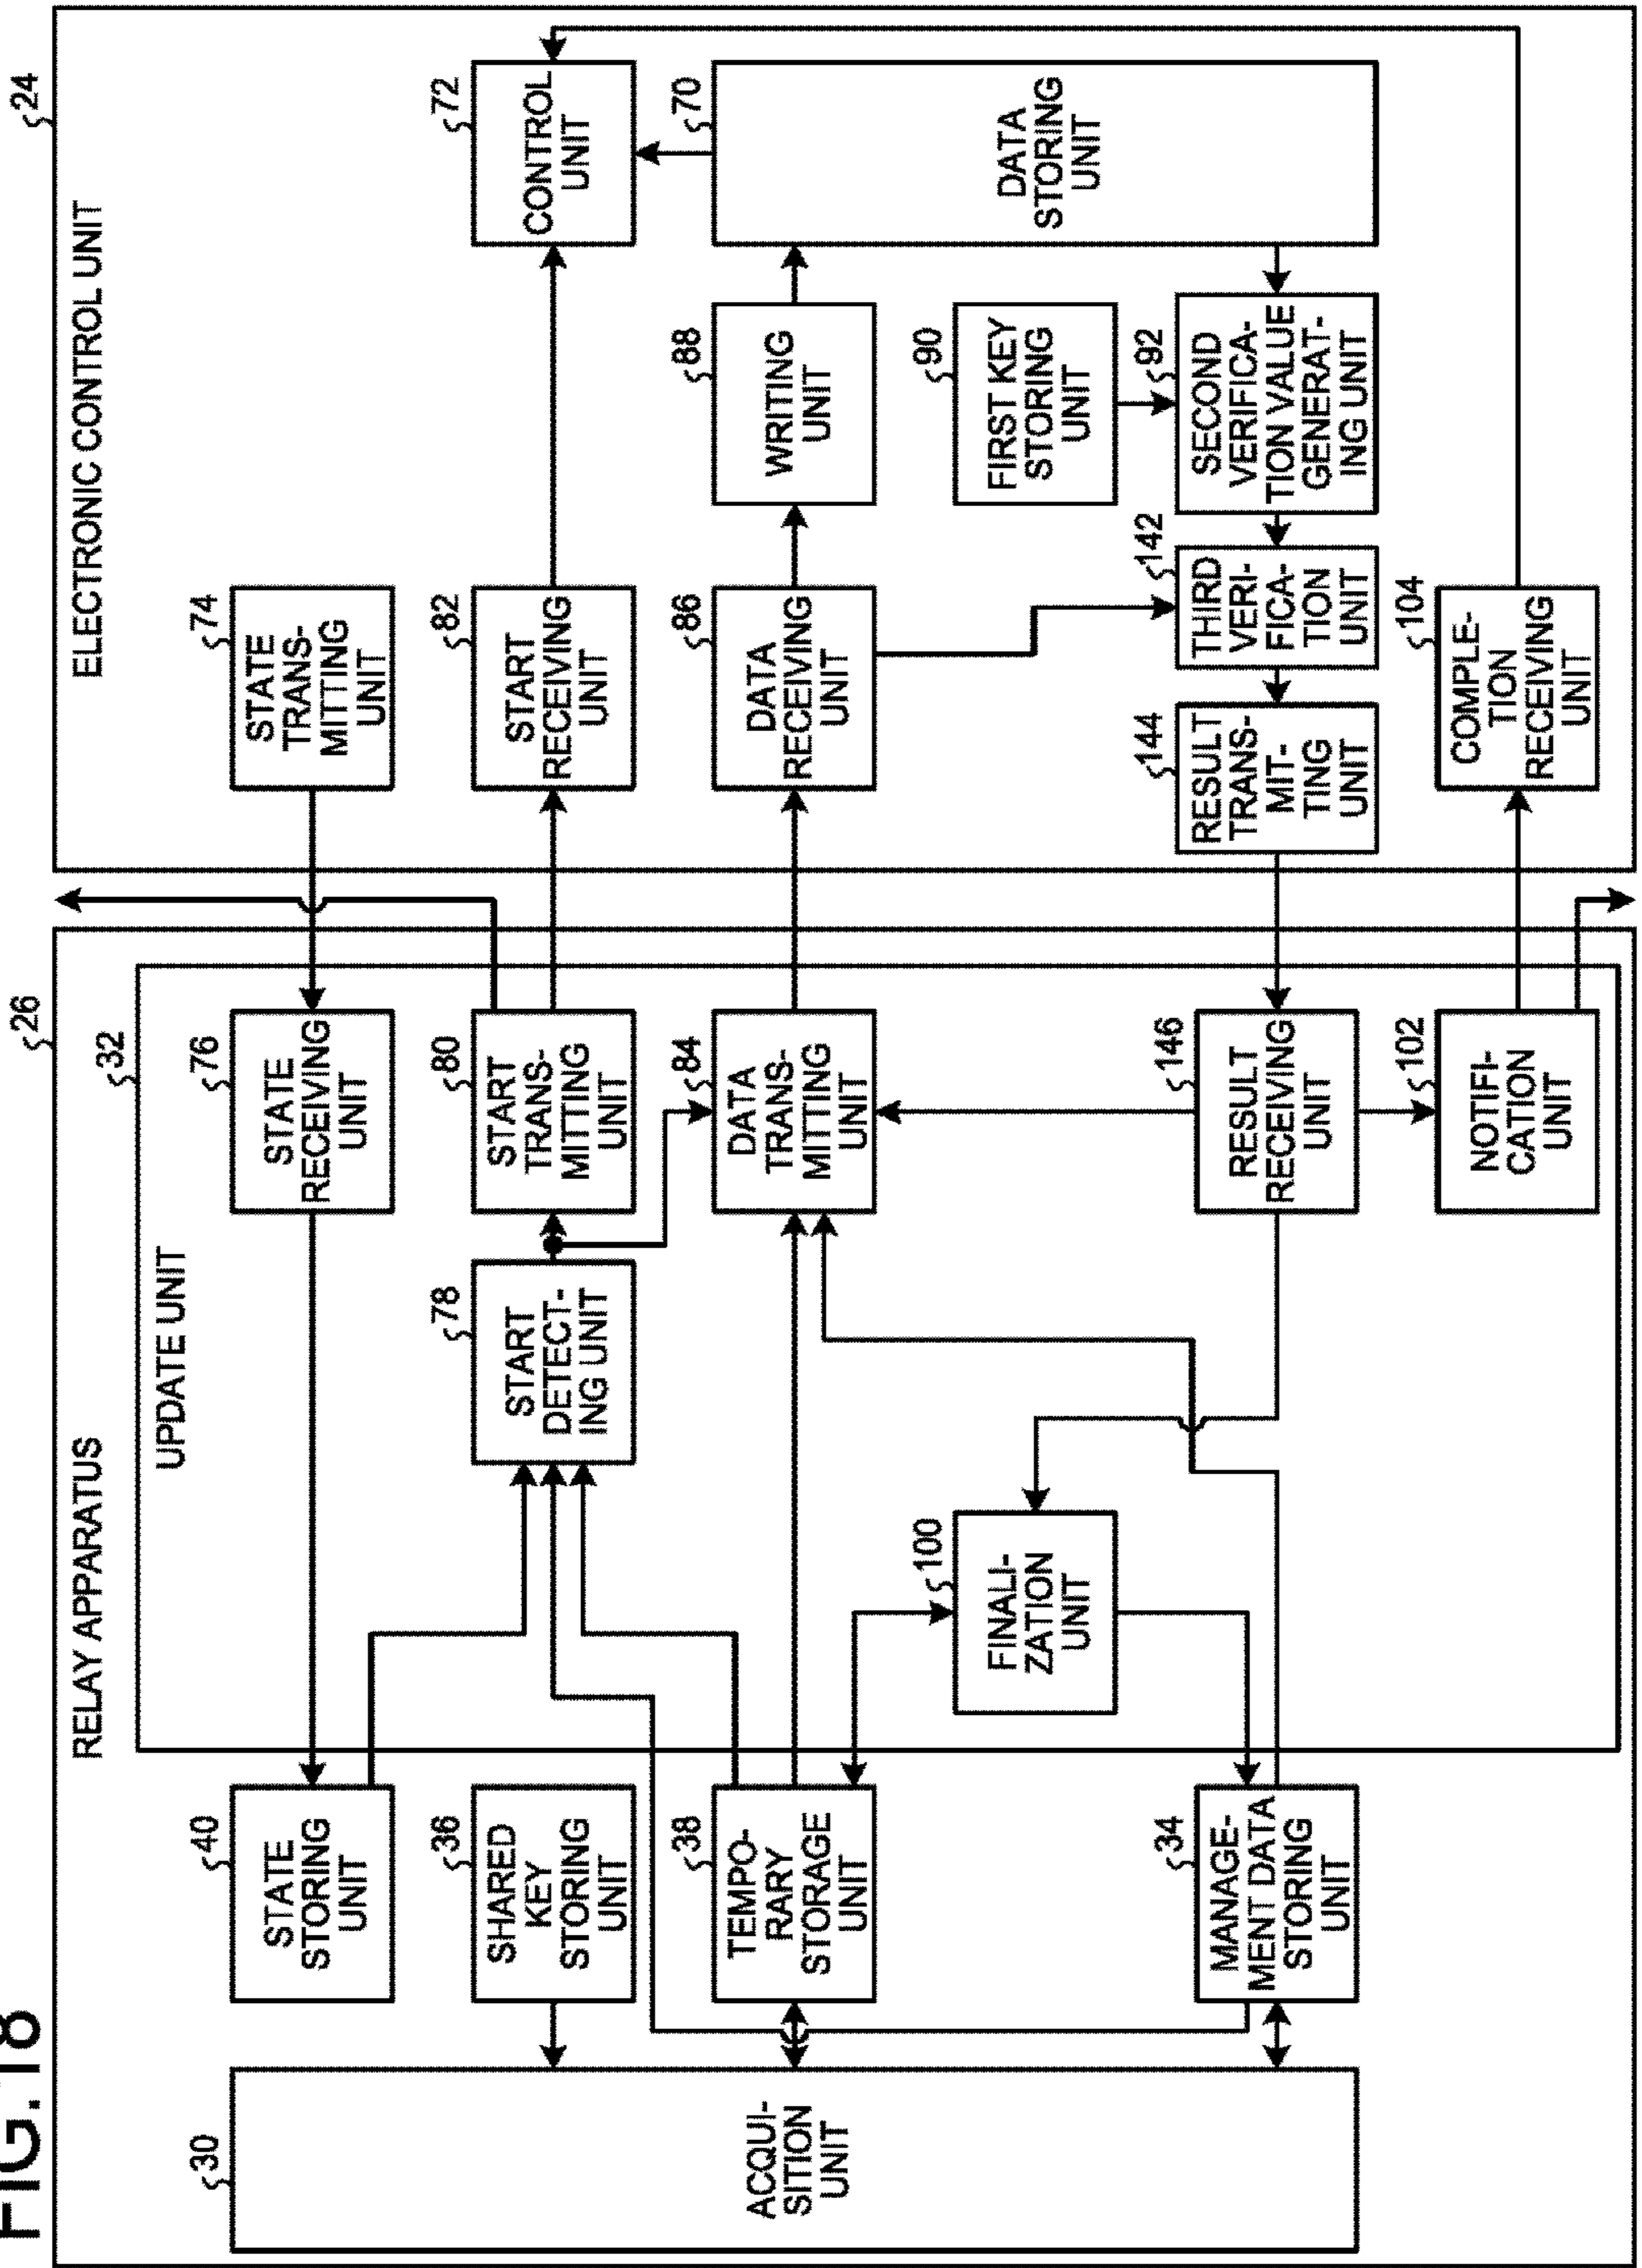 FIG.18
RELAY APPARATUS
26
UPDATE UNIT
32
ELECTRONIC CONTROL UNIT
24
30
ACQUI-
SITION
UNIT
40
STATE
STORING
UNIT
36
SHARED
KEY
STORING
UNIT
38
TEMPO-
RARY
STORAGE
UNIT
34
MANAGE-
MENT DATA
STORING
UNIT
76
STATE
RECEIVING
UNIT
78
START
DETECT-
ING UNIT
80
START
TRANS-
MITTING
UNIT
84
DATA
TRANS-
MITTING
UNIT
100
FINALI-
ZATION
UNIT
146
RESULT
RECEIVING
UNIT
102
NOTIFI-
CATION
UNIT
74
STATE
TRANS-
MITTING
UNIT
82
START
RECEIVING
UNIT
72
CONTROL
UNIT
86
DATA
RECEIVING
UNIT
88
WRITING
UNIT
70
DATA
STORING
UNIT
90
FIRST KEY
STORING
UNIT
144
RESULT
TRANS-
MIT-
TING
UNIT
142
THIRD
VERI-
FICA-
TION
UNIT
92
SECOND
VERIFICA-
TION VALUE
GENERAT-
ING UNIT
104
COMPLE-
TION
RECEIVING
UNIT